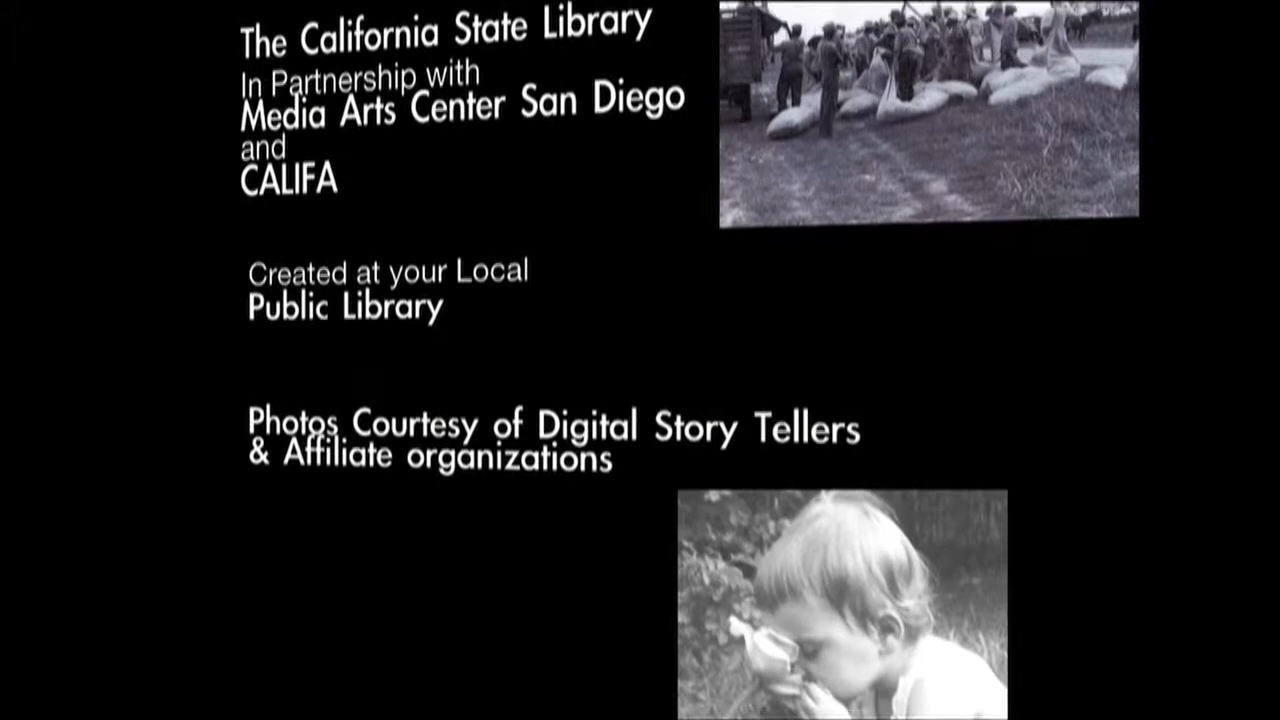 The California State Library
In Partnership with
Media Arts Center San Diego
and
CALIFA
Created at your Local
Public Library
Photos Courtesy of Digital Story Tellers
& Affiliate organizations